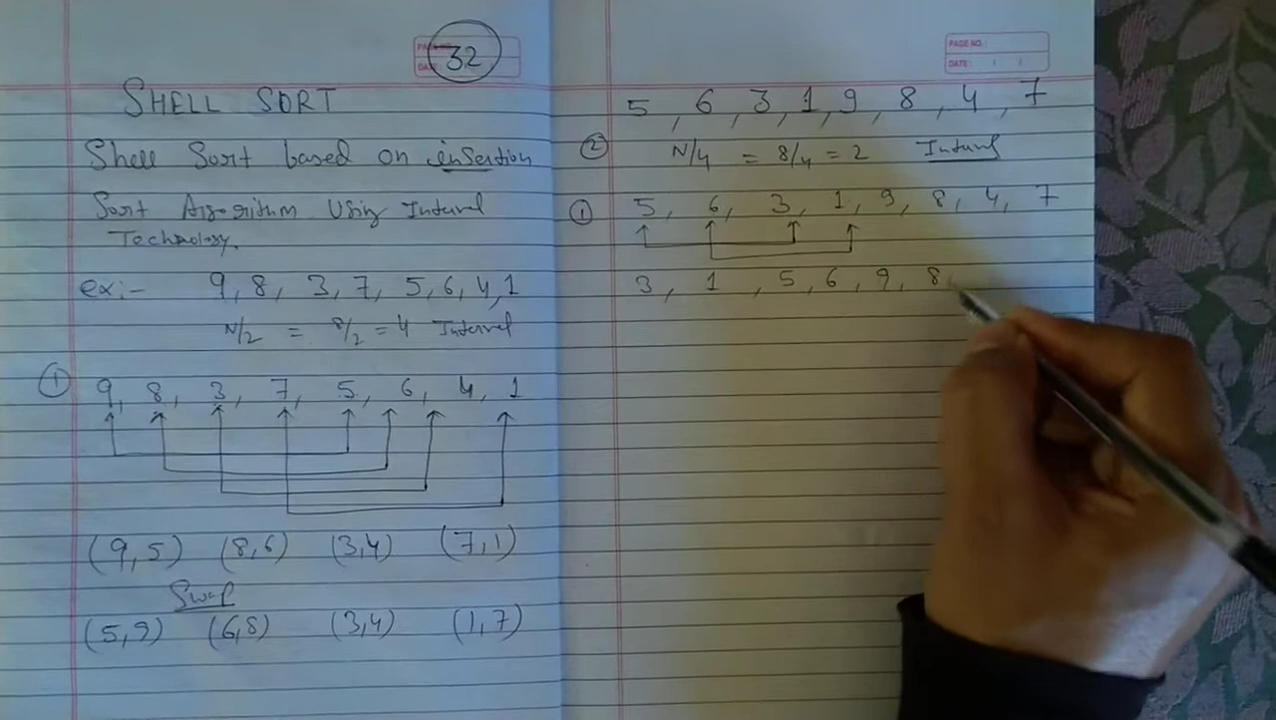 32
SHELL SORT
Shell Sort based on insertion
Sort Algorithm Using Interval
Technology.
ex:- 9, 8, 3, 7, 5, 6, 4, 1
N/2 = 8/2 = 4 Interval
① 9, 8, 3, 7, 5, 6, 4, 1
(9,5) (8,6) (3,4) (7,1)
Swap
(5,9) (6,8) (3,4) (1,7)
PAGE NO.:
DATE: / /
5, 6, 3, 1, 9, 8, 4, 7
② N/4 = 8/4 = 2 Interval
① 5, 6, 3, 1, 9, 8, 4, 7
3, 1, 5, 6, 9, 8,